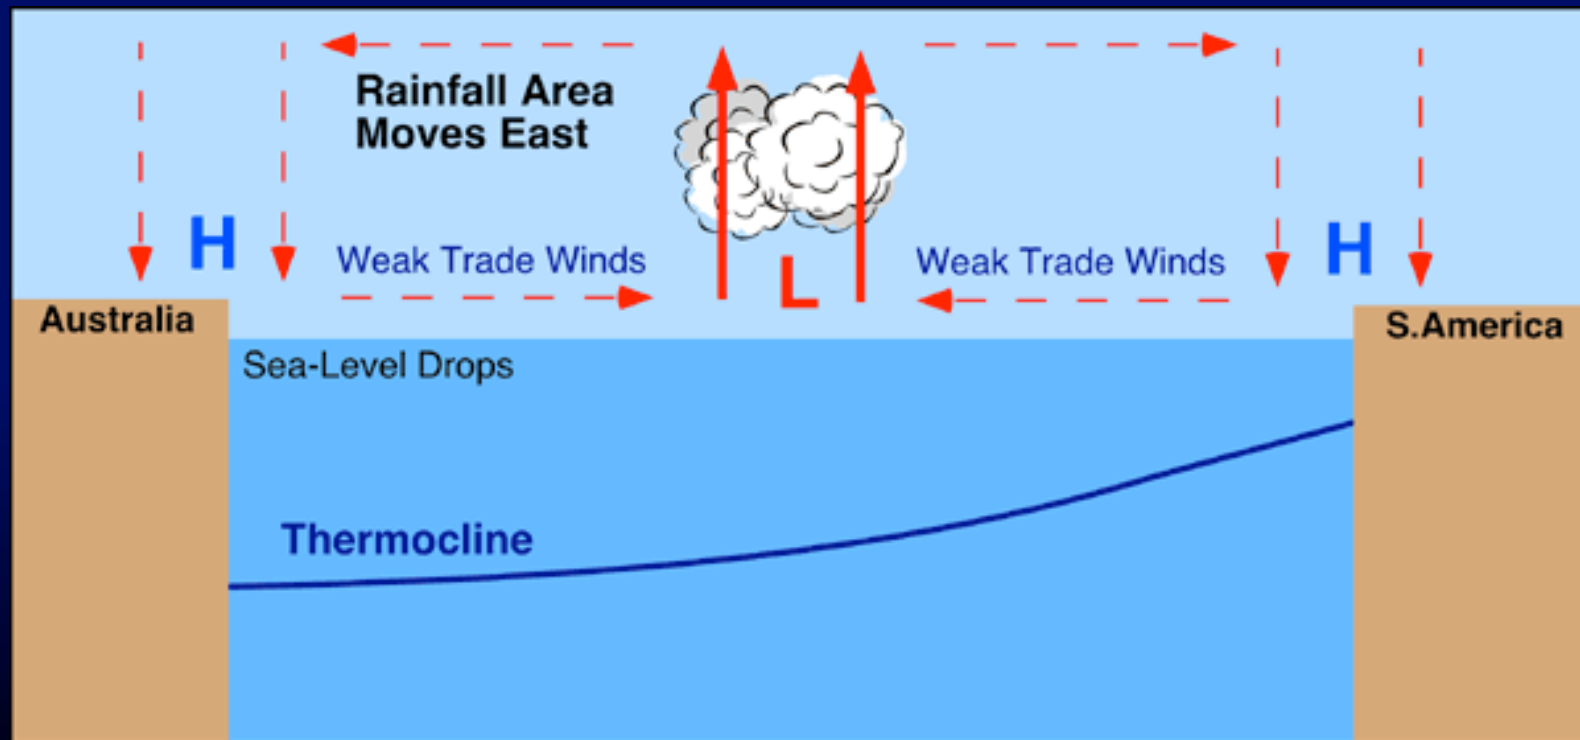 Rainfall Area
Moves East
H
H
Weak Trade Winds
Weak Trade Winds
L
Australia
S.America
Sea-Level Drops
Thermocline